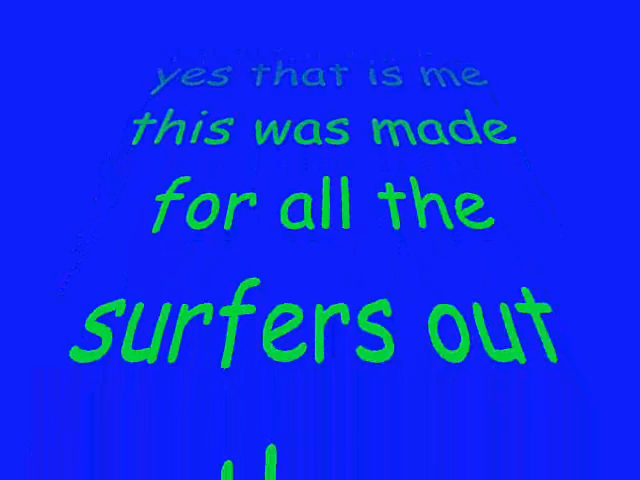 yes that is me
this was made
for all the
surfers out